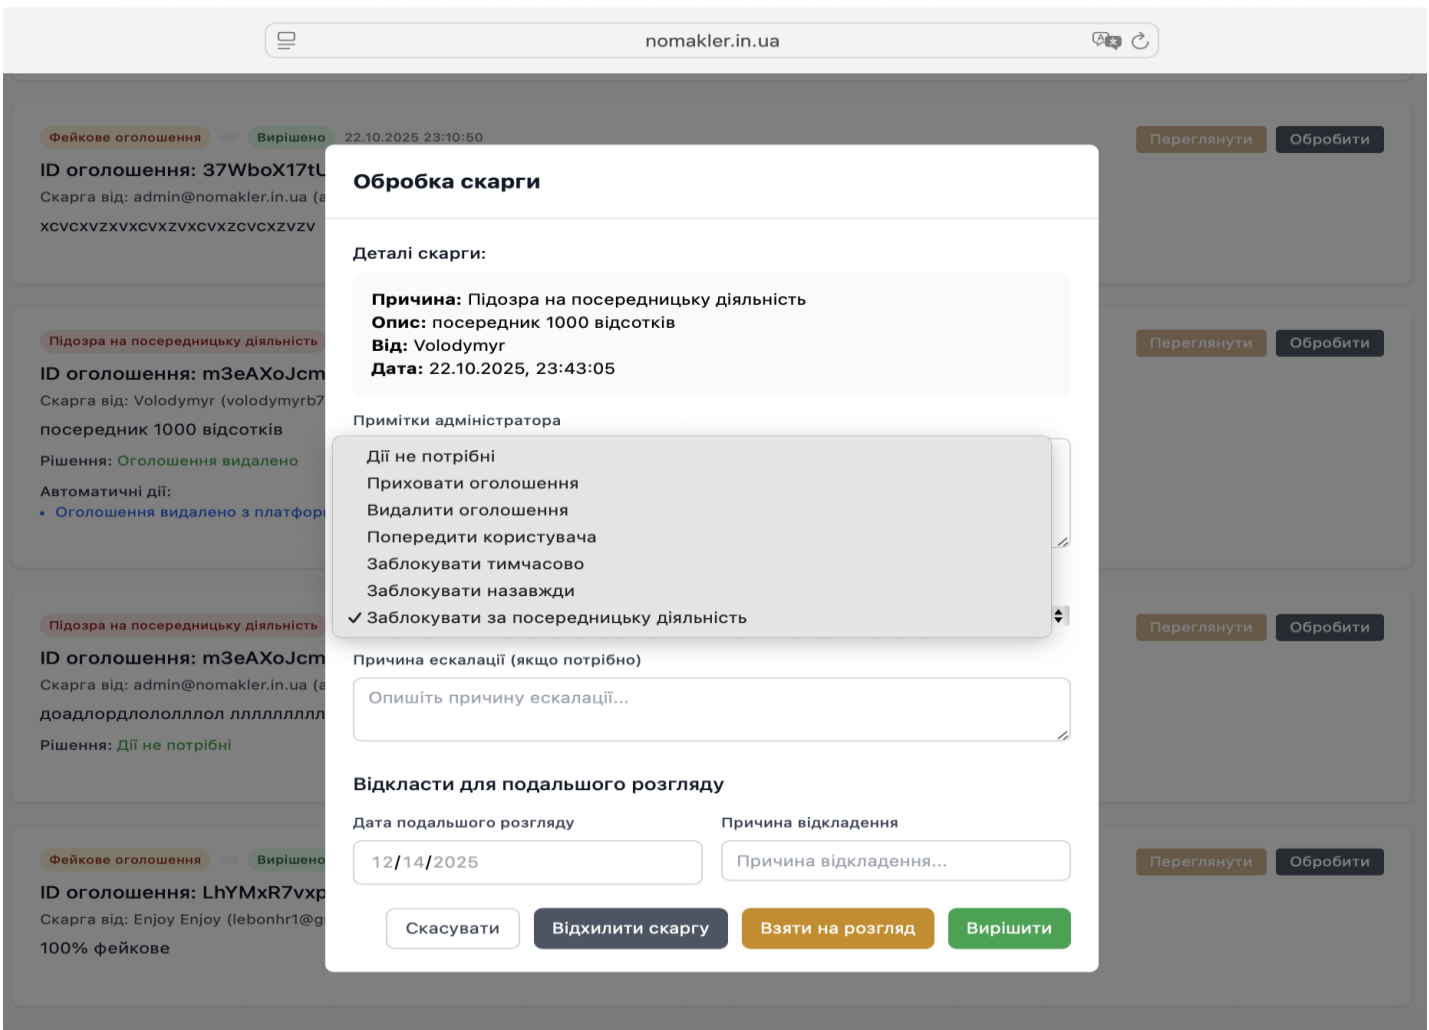 nomakler.in.ua
Фейкове оголошення Вирішено 22.10.2025 23:10:50
Переглянути Обробити
ID оголошення: 37WboX17tU
Скарга від: admin@nomakler.in.ua (a
xcvcxvzxvxcvxzvxcvxzcvcxzvzv
Підозра на посередницьку діяльність
Переглянути Обробити
ID оголошення: m3eAXoJcm
Скарга від: Volodymyr (volodymyrb7
посередник 1000 відсотків
Рішення: Оголошення видалено
Автоматичні дії:
• Оголошення видалено з платфор
Підозра на посередницьку діяльність
Переглянути Обробити
ID оголошення: m3eAXoJcm
Скарга від: admin@nomakler.in.ua (a
Рішення: Дії не потрібні
Фейкове оголошення Вирішено
Переглянути Обробити
ID оголошення: LhYMxR7vxp
Скарга від: Enjoy Enjoy (lebonhr1@g
100% фейкове
Обробка скарги
Деталі скарги:
Причина: Підозра на посередницьку діяльність
Опис: посередник 1000 відсотків
Від: Volodymyr
Дата: 22.10.2025, 23:43:05
Примітки адміністратора
Дії не потрібні
Приховати оголошення
Видалити оголошення
Попередити користувача
Заблокувати тимчасово
Заблокувати назавжди
✓ Заблокувати за посередницьку діяльність
Причина ескалації (якщо потрібно)
Опишіть причину ескалації...
Відкласти для подальшого розгляду
Дата подальшого розгляду Причина відкладення
12/14/2025 Причина відкладення...
Скасувати Відхилити скаргу Взяти на розгляд Вирішити